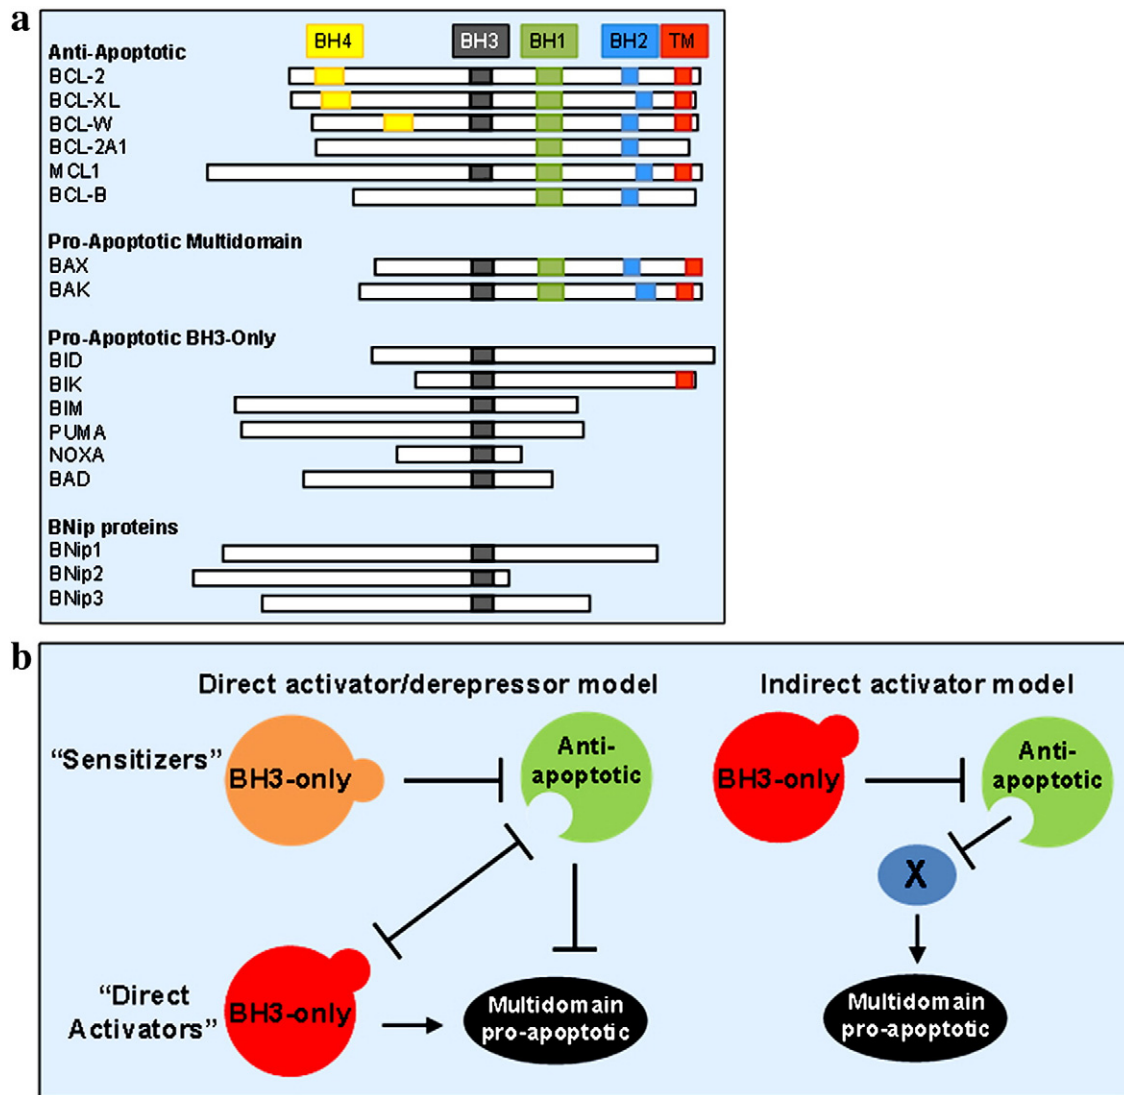 a
BH4 BH3 BH1 BH2 TM
Anti-Apoptotic
BCL-2
BCL-XL
BCL-W
BCL-2A1
MCL1
BCL-B
Pro-Apoptotic Multidomain
BAX
BAK
Pro-Apoptotic BH3-Only
BID
BIK
BIM
PUMA
NOXA
BAD
BNip proteins
BNip1
BNip2
BNip3
b
Direct activator/derepressor model
"Sensitizers"
BH3-only
Anti-
apoptotic
"Direct
Activators"
BH3-only
Multidomain
pro-apoptotic
Indirect activator model
BH3-only
Anti-
apoptotic
X
Multidomain
pro-apoptotic